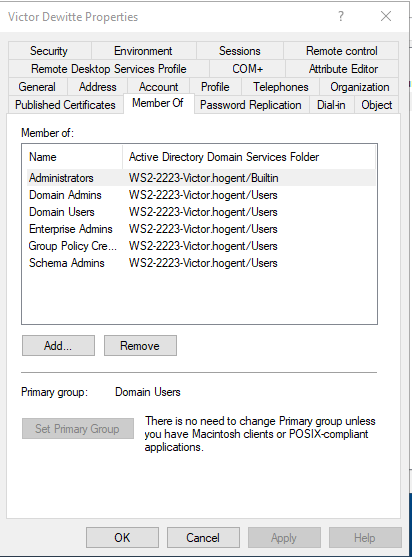 Victor Dewitte Properties
?
Security Environment Sessions Remote control
Remote Desktop Services Profile COM+ Attribute Editor
General Address Account Profile Telephones Organization
Published Certificates Member Of Password Replication Dial-in Object
Member of:
Name Active Directory Domain Services Folder
Administrators WS2-2223-Victor.hogent/Builtin
Domain Admins WS2-2223-Victor.hogent/Users
Domain Users WS2-2223-Victor.hogent/Users
Enterprise Admins WS2-2223-Victor.hogent/Users
Group Policy Cre... WS2-2223-Victor.hogent/Users
Schema Admins WS2-2223-Victor.hogent/Users
Add... Remove
Primary group: Domain Users
Set Primary Group
There is no need to change Primary group unless
you have Macintosh clients or POSIX-compliant
applications.
OK Cancel Apply Help